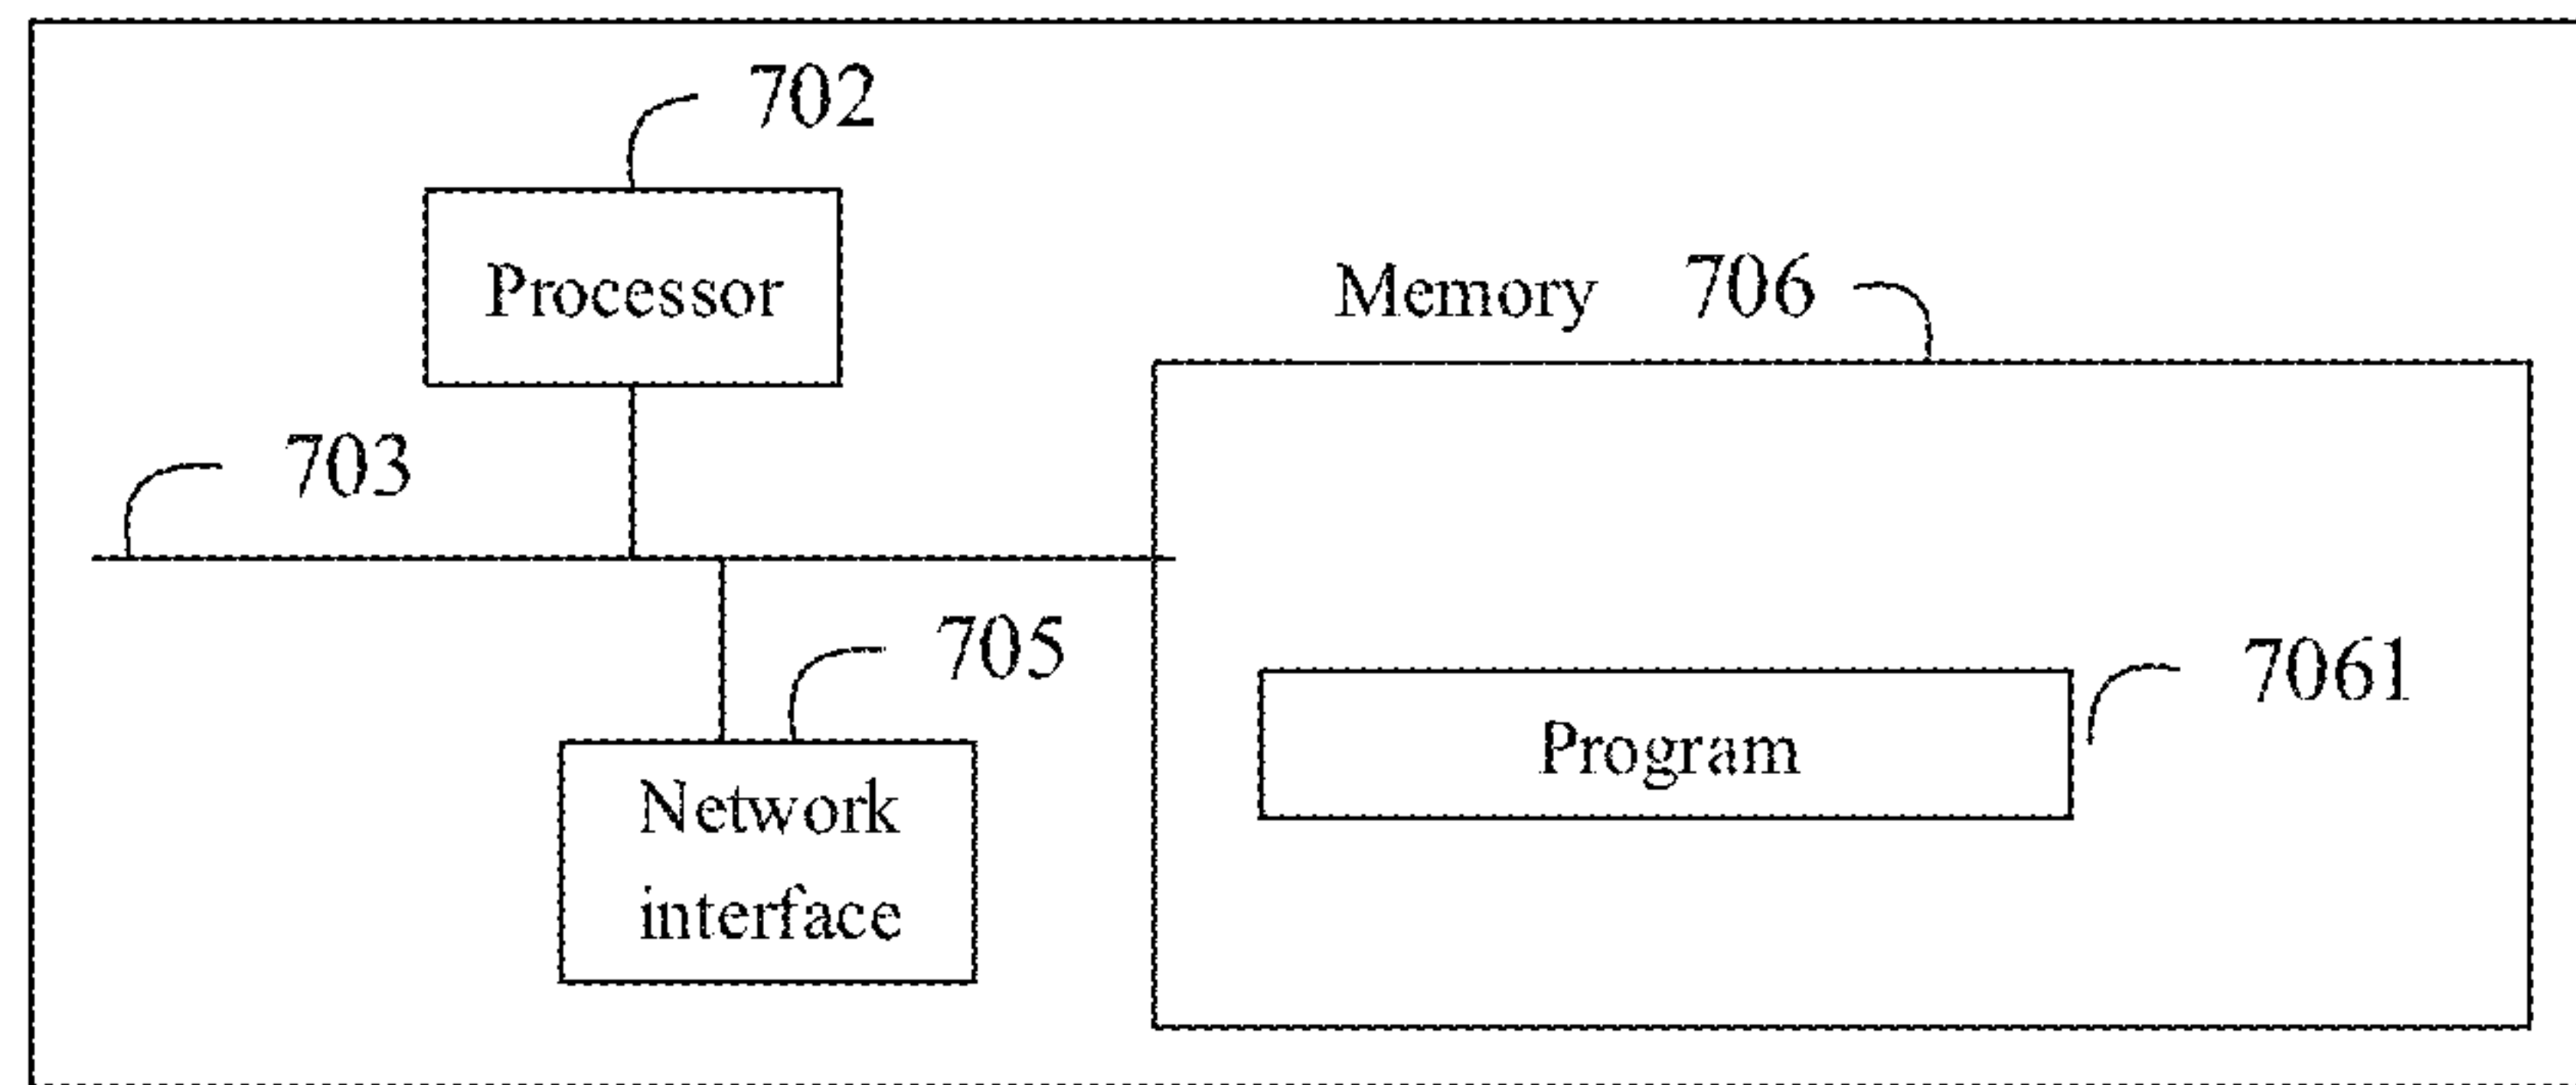 702
Processor
Memory 706
703
705
7061
Program
Network
interface